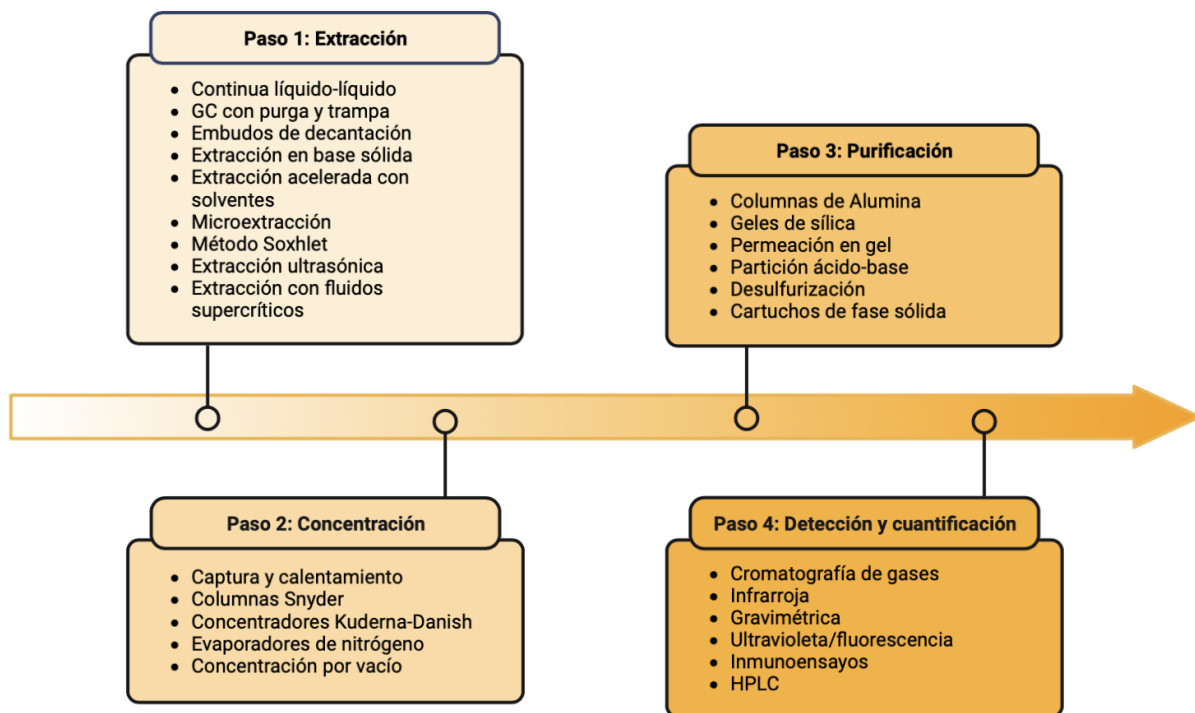 Paso 1: Extracción
• Continua líquido-líquido
• GC con purga y trampa
• Embudos de decantación
• Extracción en base sólida
• Extracción acelerada con
solventes
• Microextracción
• Método Soxhlet
• Extracción ultrasónica
• Extracción con fluidos
supercríticos
Paso 2: Concentración
• Captura y calentamiento
• Columnas Snyder
• Concentradores Kuderna-Danish
• Evaporadores de nitrógeno
• Concentración por vacío
Paso 3: Purificación
• Columnas de Alumina
• Geles de sílica
• Permeación en gel
• Partición ácido-base
• Desulfurización
• Cartuchos de fase sólida
Paso 4: Detección y cuantificación
• Cromatografía de gases
• Infrarroja
• Gravimétrica
• Ultravioleta/fluorescencia
• Inmunoensayos
• HPLC